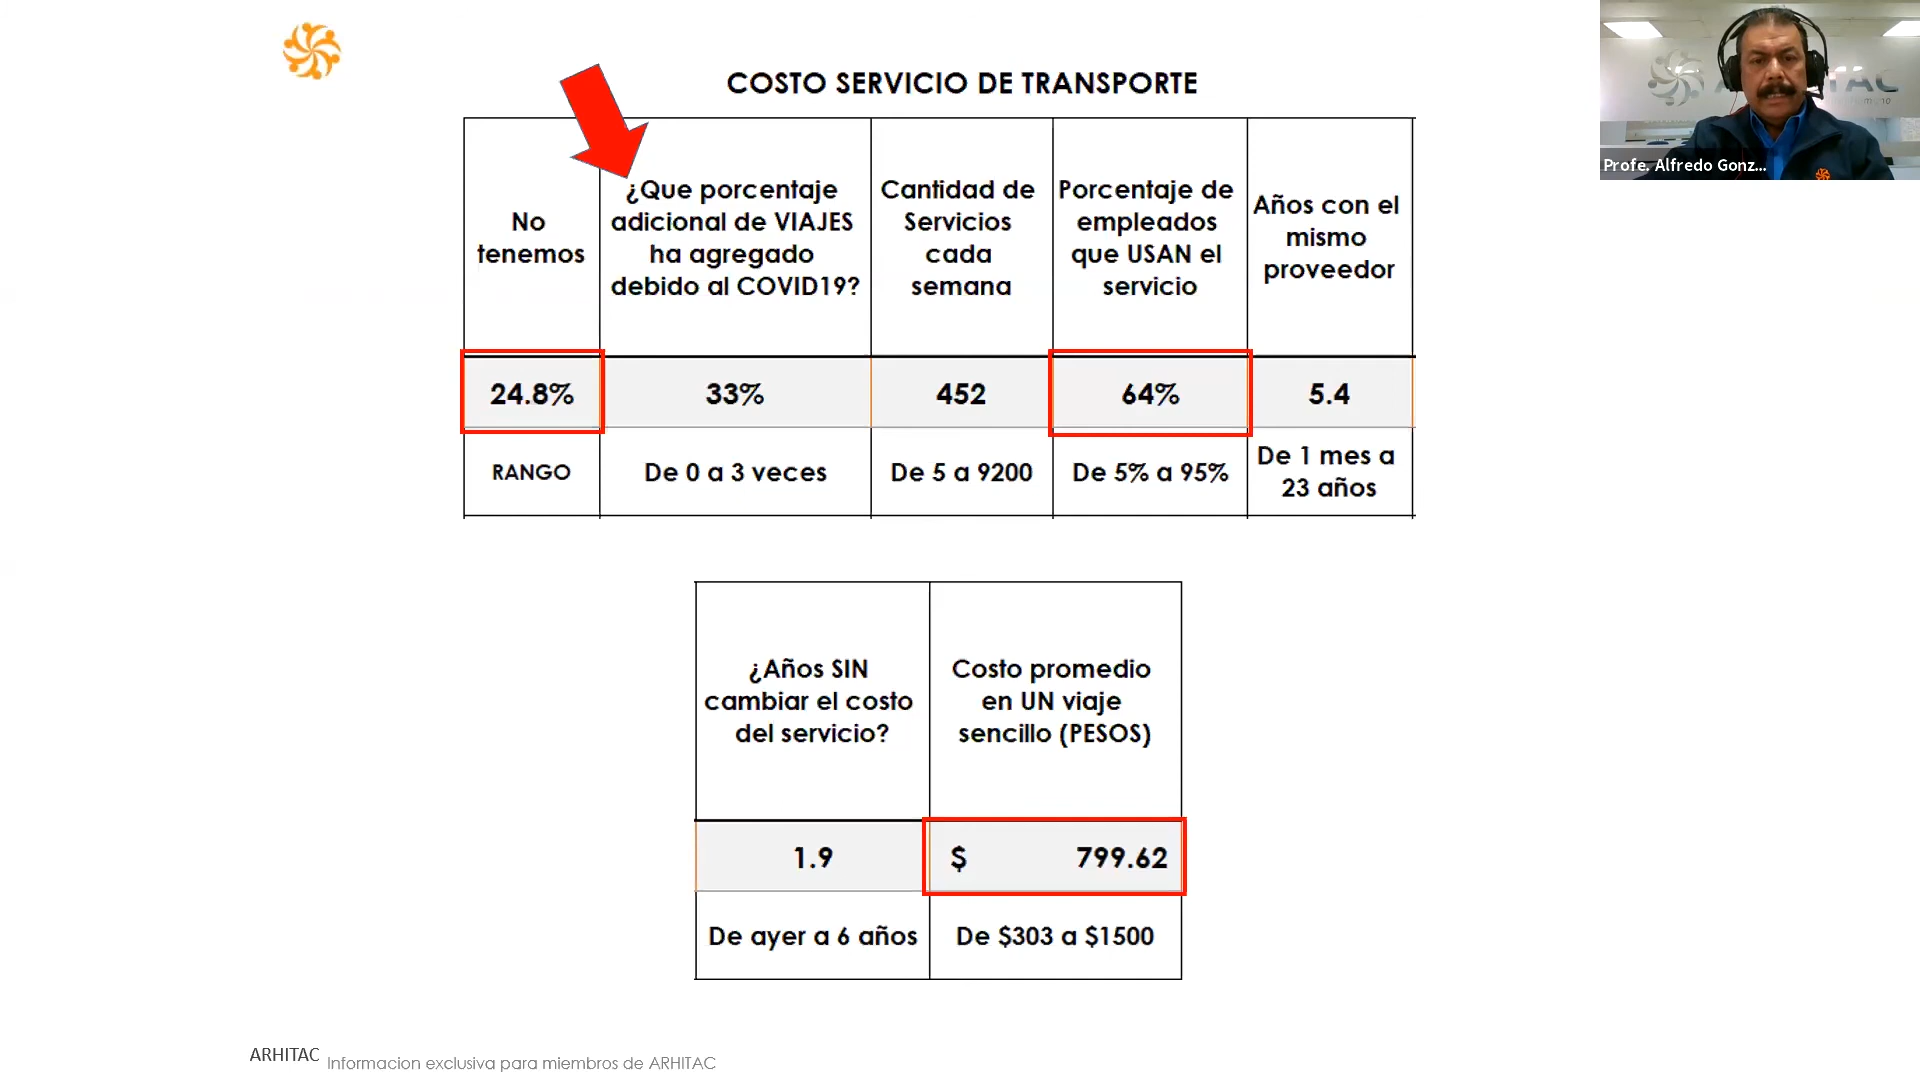 COSTO SERVICIO DE TRANSPORTE
No
tenemos
¿Que porcentaje
adicional de VIAJES
ha agregado
debido al COVID19?
Cantidad de
Servicios
cada
semana
Porcentaje de
empleados
que USAN el
servicio
Años con el
mismo
proveedor
24.8%
33%
452
64%
5.4
RANGO
De 0 a 3 veces
De 5 a 9200
De 5% a 95%
De 1 mes a
23 años
¿Años SIN
cambiar el costo
del servicio?
Costo promedio
en UN viaje
sencillo (PESOS)
1.9
$ 799.62
De ayer a 6 años
De $303 a $1500
ARHITAC
Informacion exclusiva para miembros de ARHITAC
Profe. Alfredo Gonz...